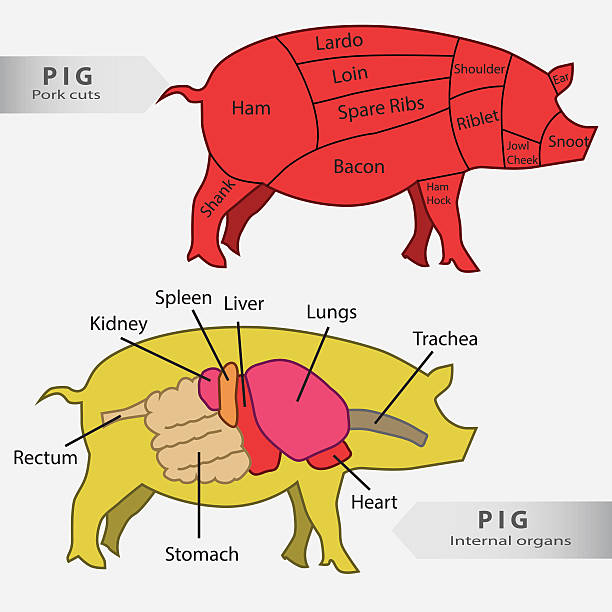 PIG
Pork cuts
Lardo
Loin
Shoulder
Ear
Ham
Spare Ribs
Riblet
Snoot
Jowl
Cheek
Bacon
Shank
Ham
Hock
Spleen
Liver
Lungs
Kidney
Trachea
Rectum
Heart
Stomach
PIG
Internal organs